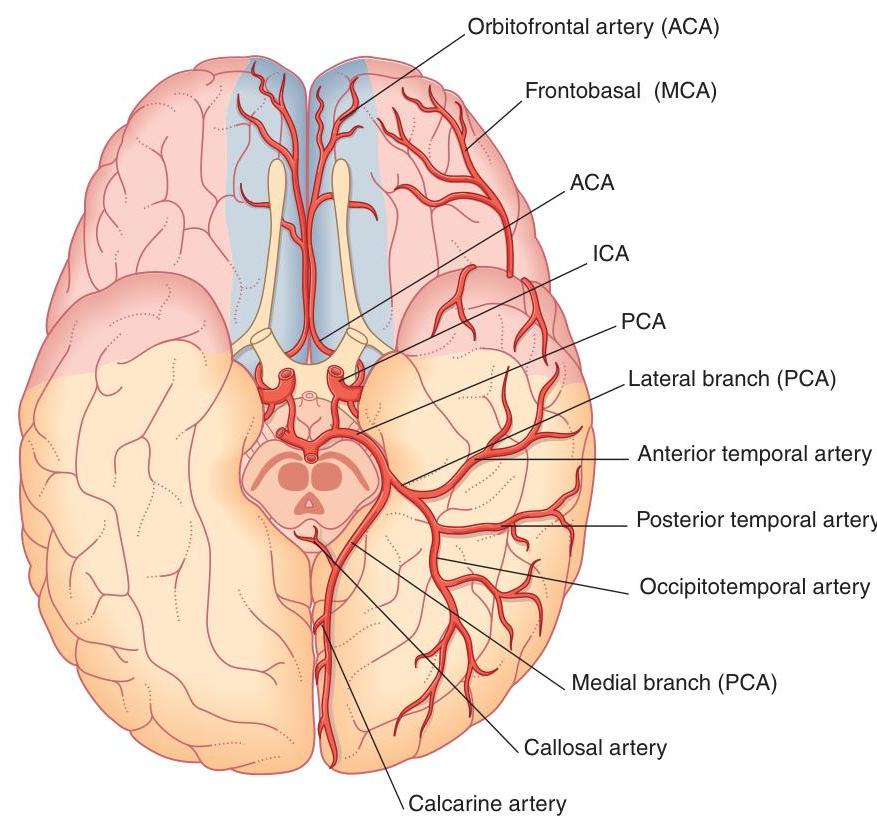 Orbitofrontal artery (ACA)
Frontobasal (MCA)
ACA
ICA
PCA
Lateral branch (PCA)
Anterior temporal artery
Posterior temporal artery
Occipitotemporal artery
Medial branch (PCA)
Callosal artery
Calcarine artery